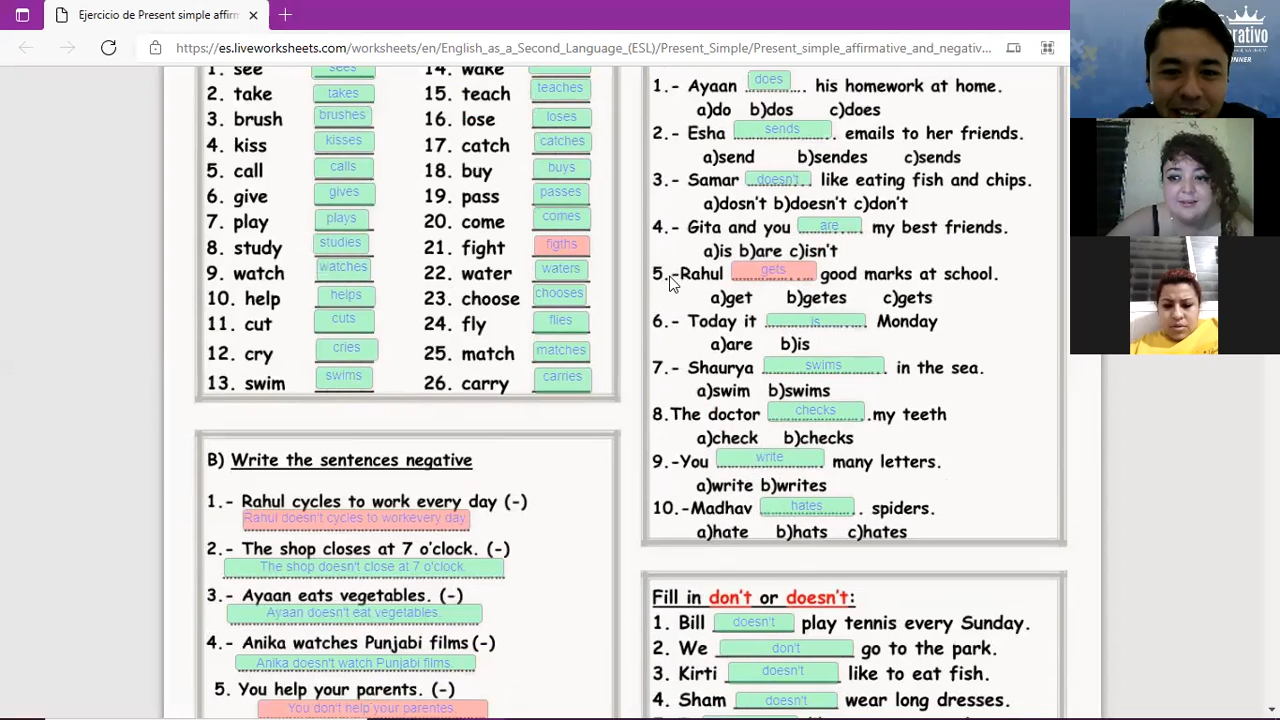 Ejercicio de Present simple affirm
https://es.liveworksheets.com/worksheets/en/English_as_a_Second_Language_(ESL)/Present_Simple/Present_simple_affirmative_and_negativ...
1. see sees
2. take takes
3. brush brushes
4. kiss kisses
5. call calls
6. give gives
7. play plays
8. study studies
9. watch watches
10. help helps
11. cut cuts
12. cry cries
13. swim swims
14. wake
15. teach teaches
16. lose loses
17. catch catches
18. buy buys
19. pass passes
20. come comes
21. fight figths
22. water waters
23. choose chooses
24. fly flies
25. match matches
26. carry carries
B) Write the sentences negative
1.- Rahul cycles to work every day (-)
Rahul doesn't cycles to workevery day
2.- The shop closes at 7 o'clock. (-)
The shop doesn't close at 7 o'clock.
3.- Ayaan eats vegetables. (-)
Ayaan doesn't eat vegetables.
4.- Anika watches Punjabi films (-)
Anika doesn't watch Punjabi films.
5. You help your parents. (-)
You don't help your parentes.
1.- Ayaan does his homework at home.
a)do b)dos c)does
2.- Esha sends emails to her friends.
a)send b)sendes c)sends
3.- Samar doesn't like eating fish and chips.
a)dosn't b)doesn't c)don't
4.- Gita and you are my best friends.
a)is b)are c)isn't
5.-Rahul gets good marks at school.
a)get b)getes c)gets
6.- Today it is Monday
a)are b)is
7.- Shaurya swims in the sea.
a)swim b)swims
8.The doctor checks my teeth
a)check b)checks
9.-You write many letters.
a)write b)writes
10.-Madhav hates spiders.
a)hate b)hats c)hates
Fill in don't or doesn't:
1. Bill doesn't play tennis every Sunday.
2. We don't go to the park.
3. Kirti doesn't like to eat fish.
4. Sham doesn't wear long dresses.